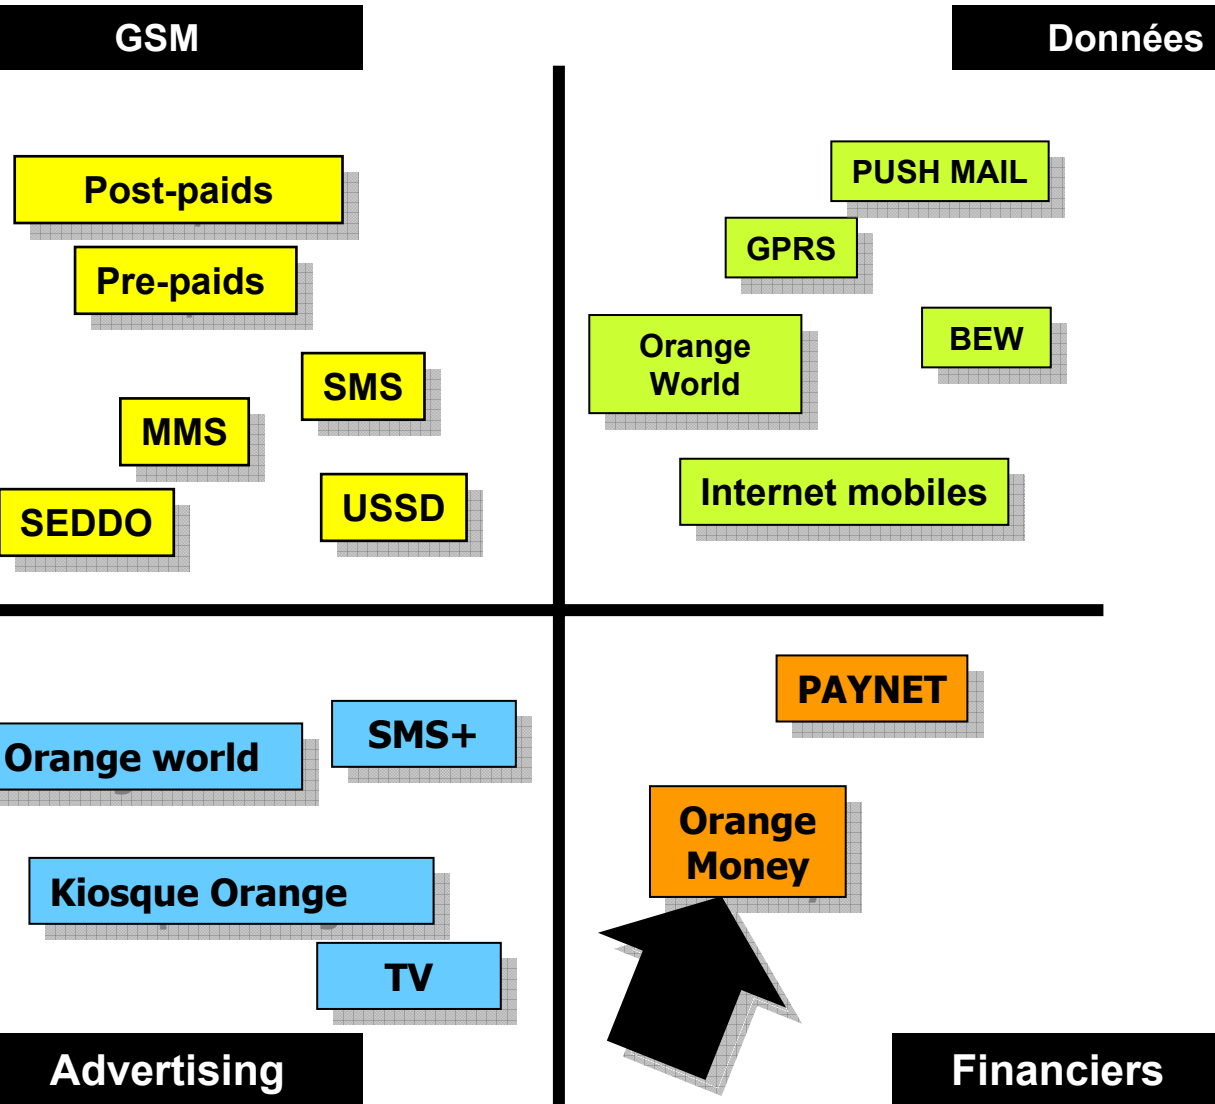 GSM
Données
Post-paids
Pre-paids
SMS
MMS
SEDDO
USSD
PUSH MAIL
GPRS
Orange
World
BEW
Internet mobiles
Orange world
SMS+
Kiosque Orange
TV
PAYNET
Orange
Money
Advertising
Financiers